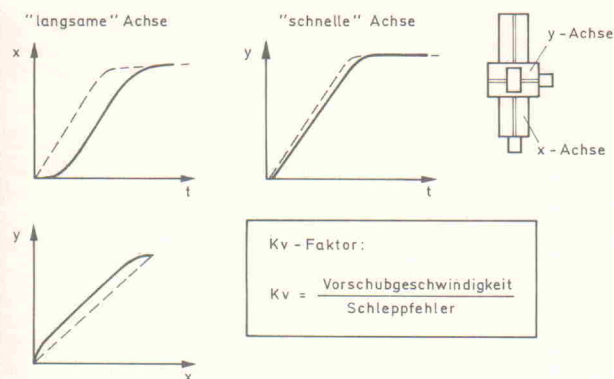 "langsame" Achse
x
t
"schnelle" Achse
y
t
y - Achse
x - Achse
y
x
Kv - Faktor:
Kv = Vorschubgeschwindigkeit
Schleppfehler